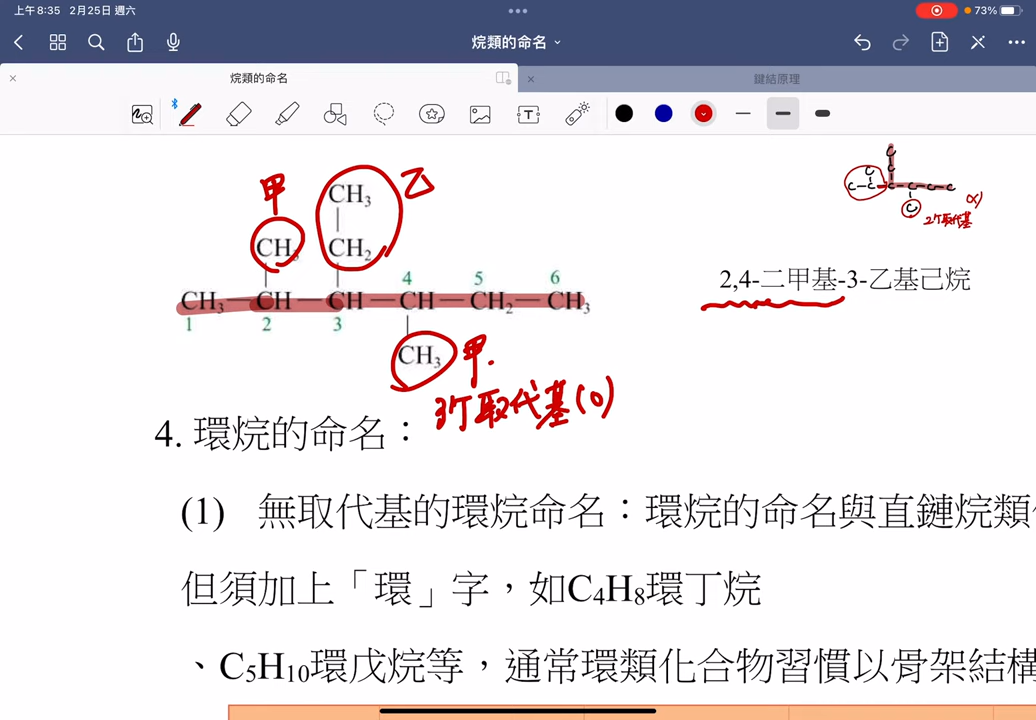 上午8:35 2月25日 週六
73%
烷類的命名
烷類的命名
鍵結原理
甲
CH3
乙
CH3
CH2
4 5 6
CH3—CH—CH—CH—CH2—CH3
1 2 3
CH3 甲
3个取代基(O)
C
C
C
C-C-C-C-C-C
C
(X)
2个取代基
2,4-二甲基-3-乙基己烷
4. 環烷的命名：
(1) 無取代基的環烷命名：環烷的命名與直鏈烷類
但須加上「環」字，如C4H8環丁烷
、C5H10環戊烷等，通常環類化合物習慣以骨架結構